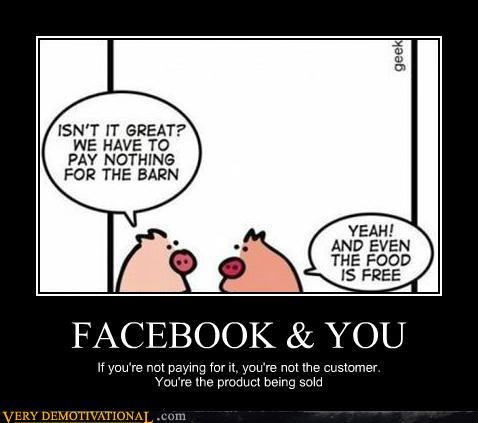 geek
ISN'T IT GREAT?
WE HAVE TO
PAY NOTHING
FOR THE BARN
YEAH!
AND EVEN
THE FOOD
IS FREE
FACEBOOK & YOU
If you're not paying for it, you're not the customer.
You're the product being sold
VERY DEMOTIVATIONAL .com